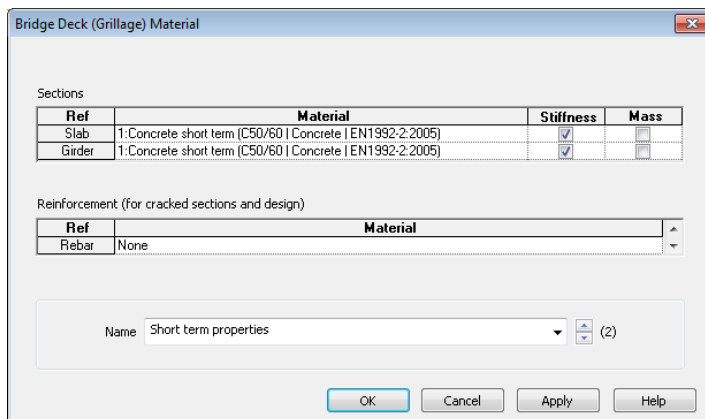 Bridge Deck (Grillage) Material
Sections
Ref Material Stiffness Mass
Slab 1:Concrete short term (C50/60 | Concrete | EN1992-2:2005)
Girder 1:Concrete short term (C50/60 | Concrete | EN1992-2:2005)
Reinforcement (for cracked sections and design)
Ref Material
Rebar None
Name Short term properties (2)
OK Cancel Apply Help